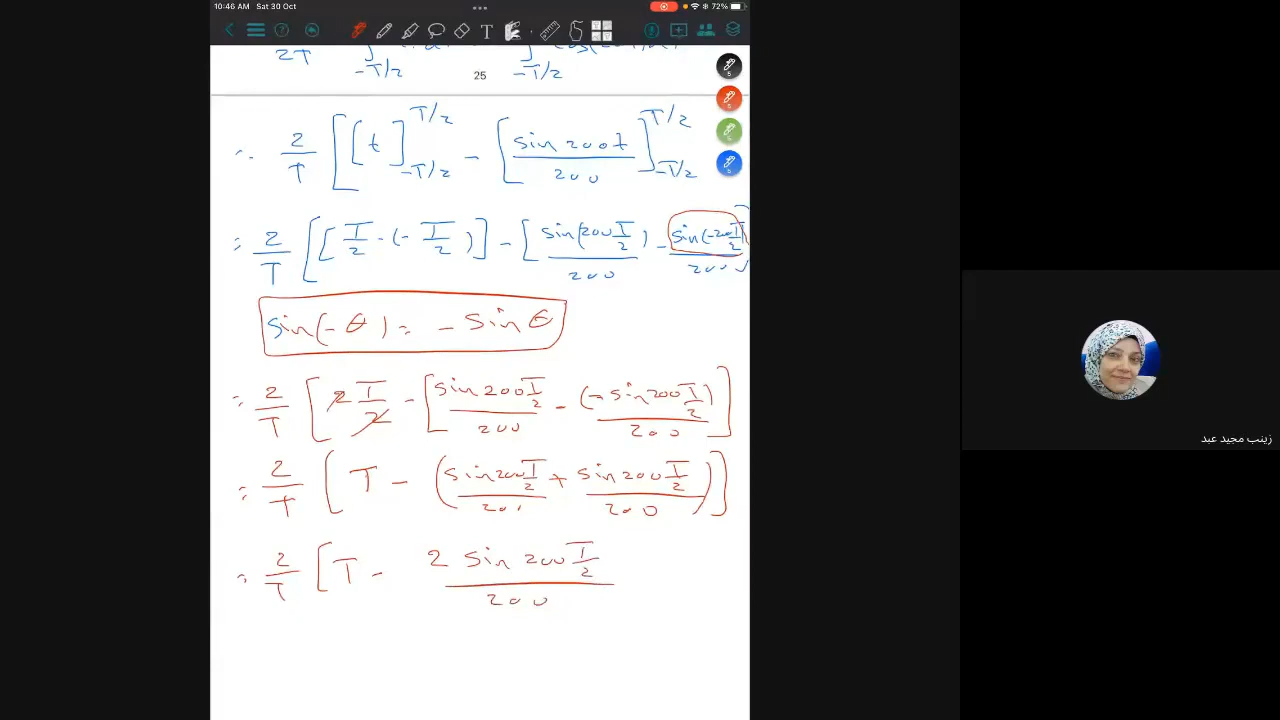 10:46 AM Sat 30 Oct
72%
2T -T/2 -T/2
25
∴ 2/T [[t]_{-T/2}^{T/2} - [sin 200t/200]_{-T/2}^{T/2}
= 2/T [[T/2 - (-T/2)] - [sin(200 T/2)/200 - sin(-200 T/2)/200]
sin(-θ) = - sin θ
= 2/T [2 T/2 - [sin 200 T/2/200 - (-sin 200 T/2)/200]
= 2/T [T - (sin 200 T/2/200 + sin 200 T/2/200)]
= 2/T [T - 2 sin 200 T/2/200
زينب مجيد عبد